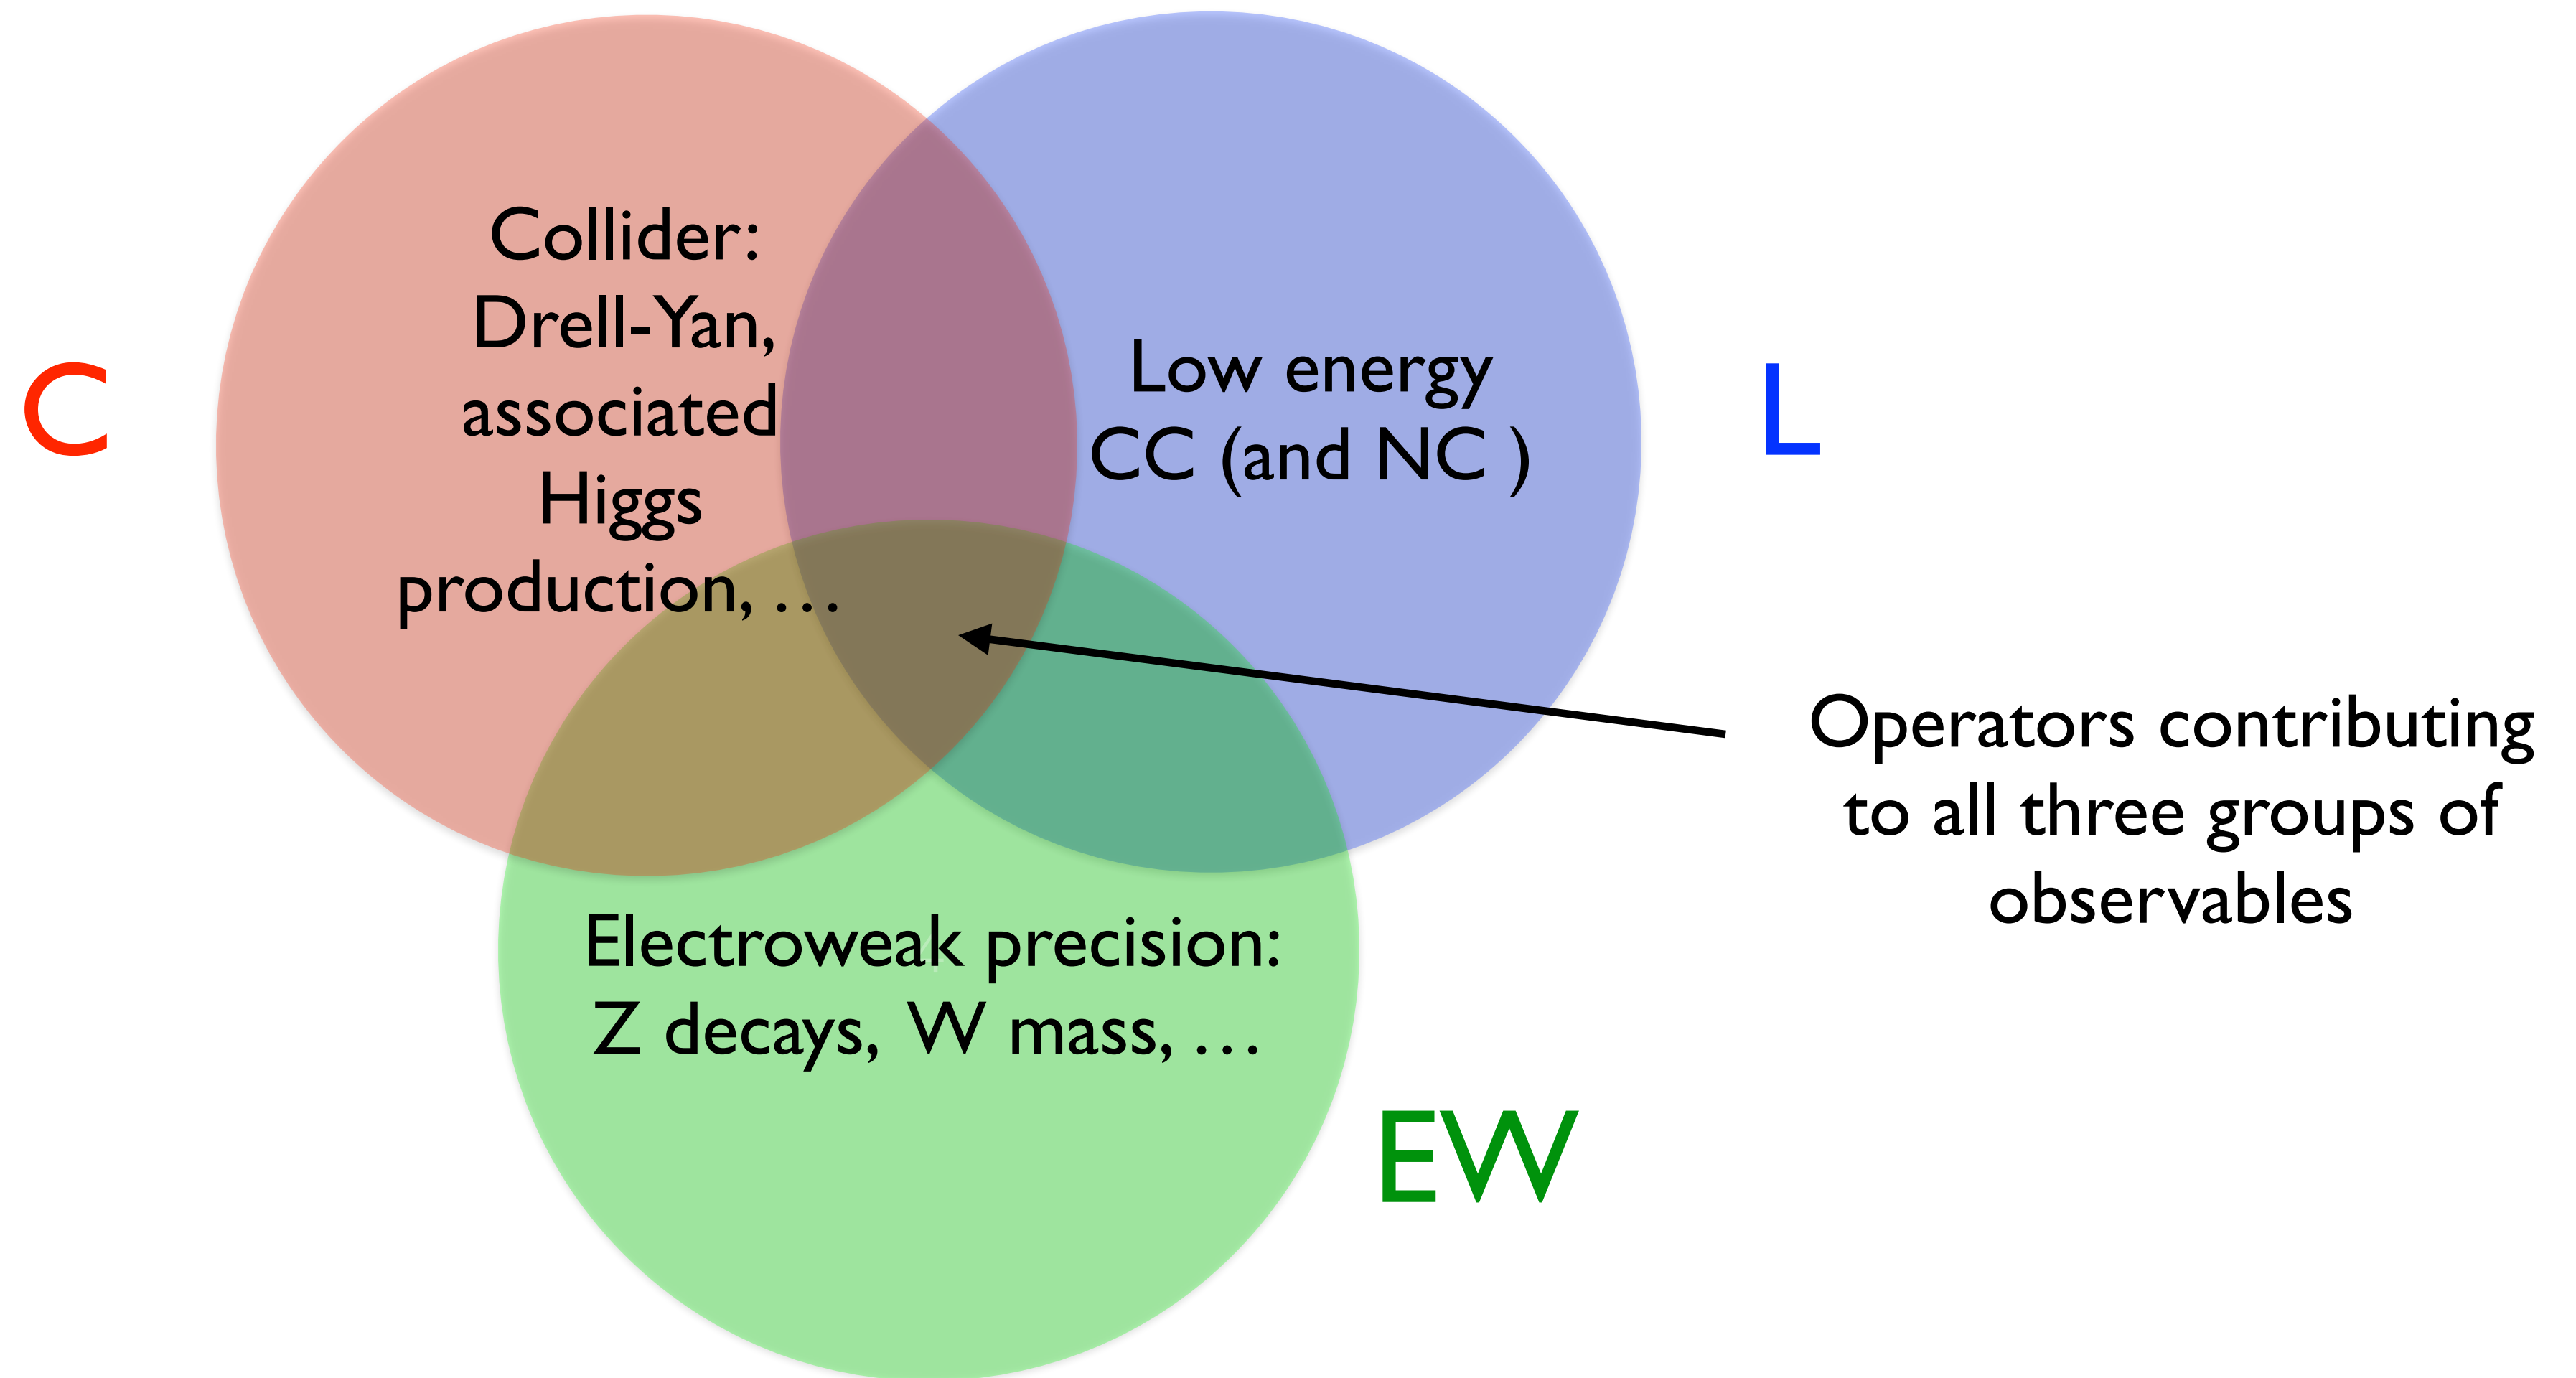 C
Collider:
Drell-Yan,
associated
Higgs
production, …
Low energy
CC (and NC )
L
Operators contributing
to all three groups of
observables
Electroweak precision:
Z decays, W mass, …
EW